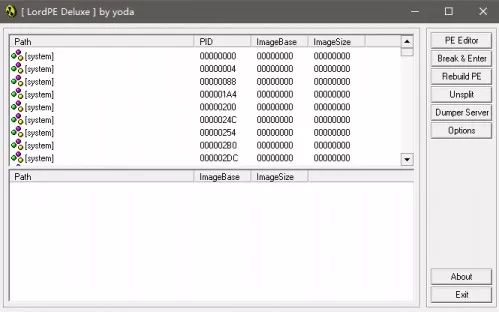 [ LordPE Deluxe ] by yoda
Path PID ImageBase ImageSize
[system] 00000000 00000000 00000000
[system] 00000004 00000000 00000000
[system] 00000088 00000000 00000000
[system] 000001A4 00000000 00000000
[system] 00000200 00000000 00000000
[system] 0000024C 00000000 00000000
[system] 00000254 00000000 00000000
[system] 000002B0 00000000 00000000
[system] 000002DC 00000000 00000000
Path ImageBase ImageSize
PE Editor
Break & Enter
Rebuild PE
Unsplit
Dumper Server
Options
About
Exit